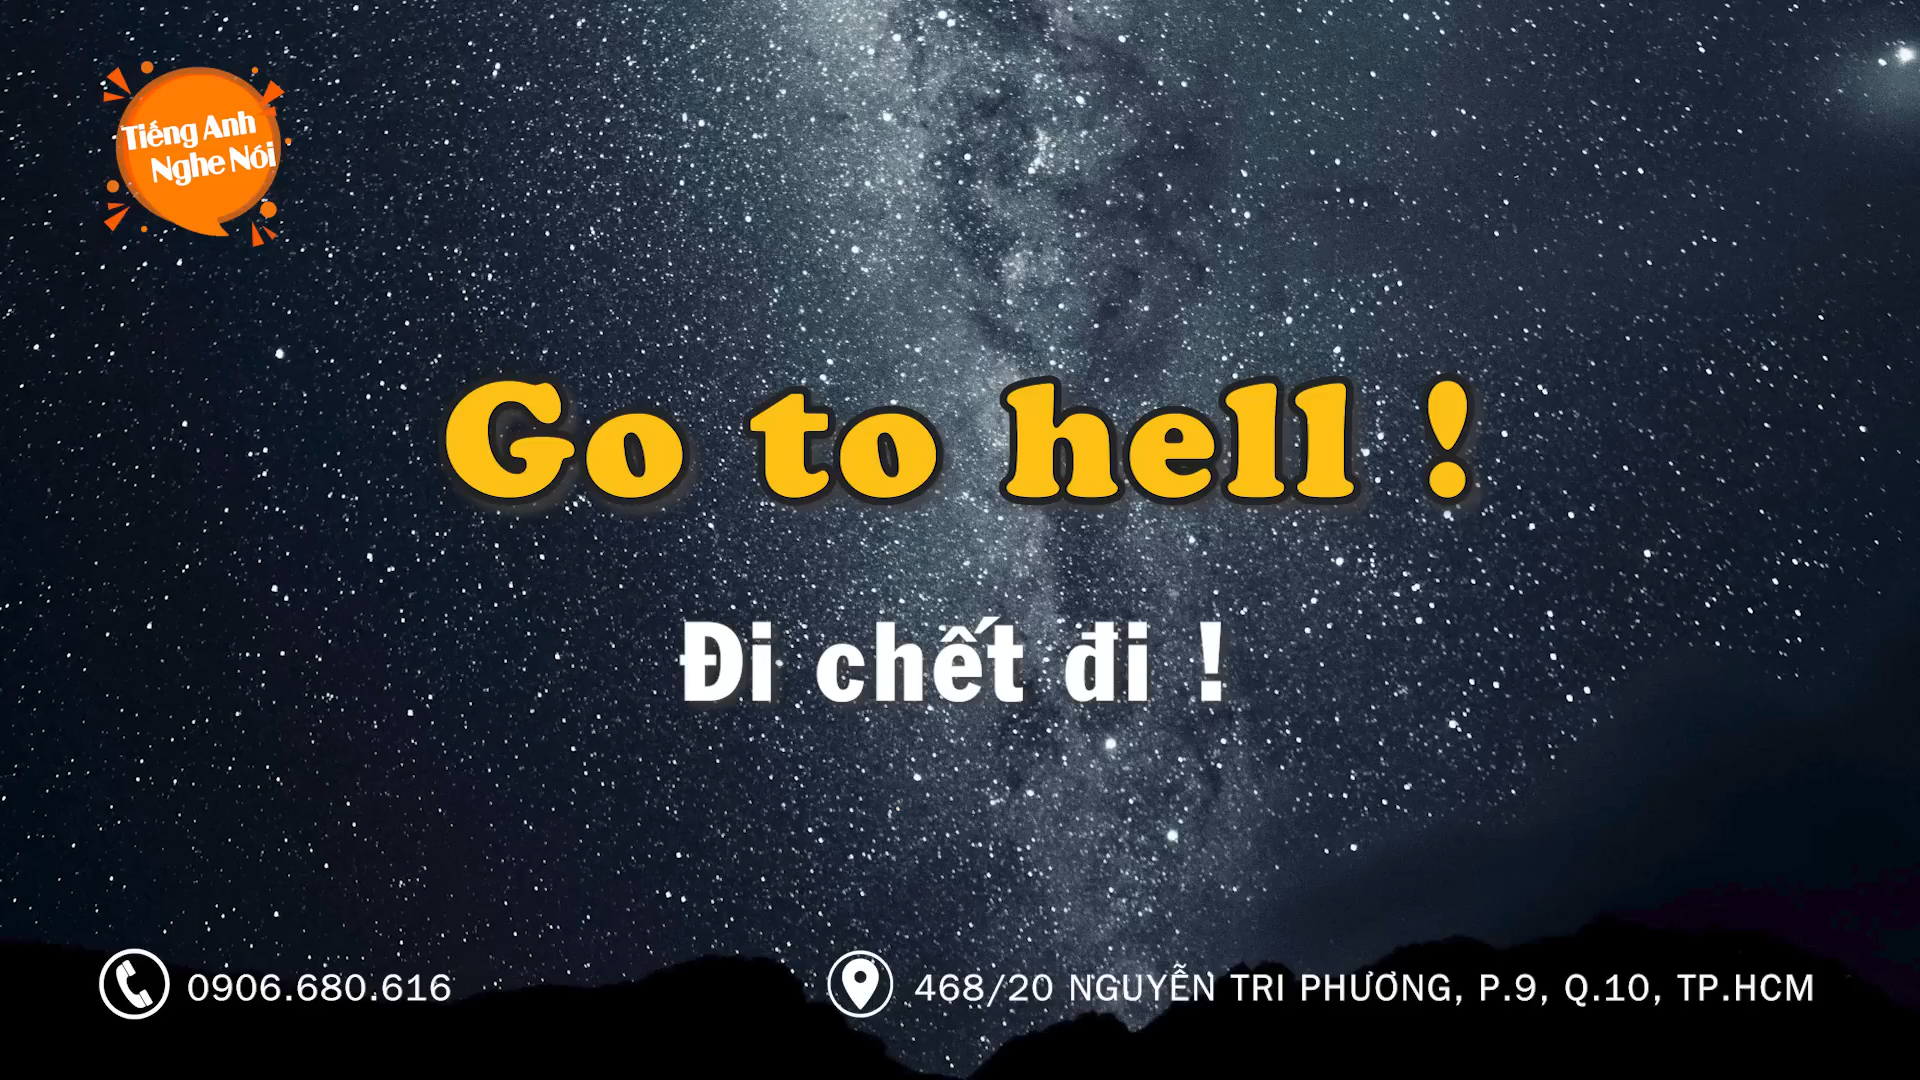 Tiếng Anh
Nghe Nói
Go to hell !
Đi chết đi !
0906.680.616
468/20 NGUYỄN TRI PHƯƠNG, P.9, Q.10, TP.HCM